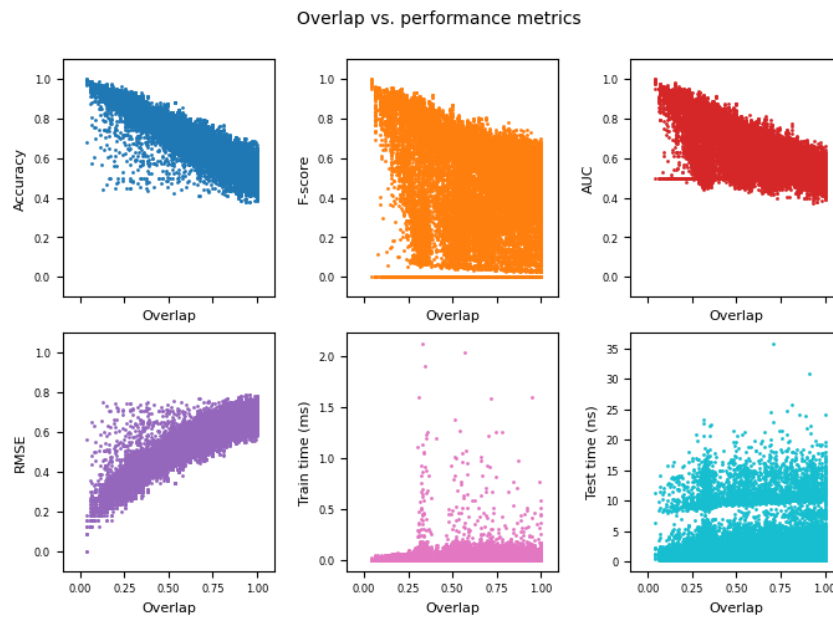 Overlap vs. performance metrics
1.0
0.8
0.6
0.4
0.2
0.0
Accuracy
Overlap
1.0
0.8
0.6
0.4
0.2
0.0
F-score
Overlap
1.0
0.8
0.6
0.4
0.2
0.0
AUC
Overlap
1.0
0.8
0.6
0.4
0.2
0.0
RMSE
0.00 0.25 0.50 0.75 1.00
Overlap
2.0
1.5
1.0
0.5
0.0
Train time (ms)
0.00 0.25 0.50 0.75 1.00
Overlap
35
30
25
20
15
10
5
0
Test time (ns)
0.00 0.25 0.50 0.75 1.00
Overlap